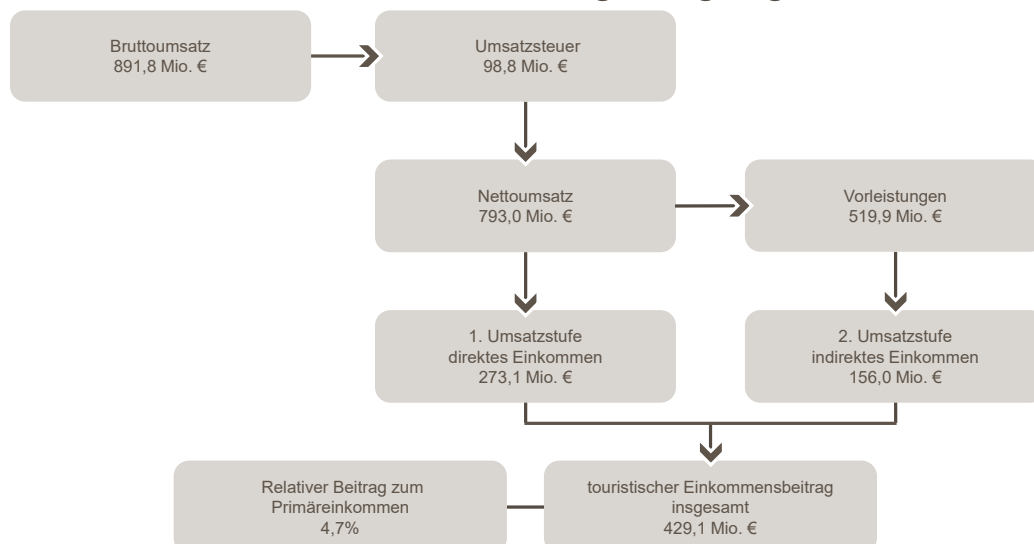 Bruttoumsatz
891,8 Mio. €
Umsatzsteuer
98,8 Mio. €
Nettoumsatz
793,0 Mio. €
Vorleistungen
519,9 Mio. €
1. Umsatzstufe
direktes Einkommen
273,1 Mio. €
2. Umsatzstufe
indirektes Einkommen
156,0 Mio. €
Relativer Beitrag zum
Primäreinkommen
4,7%
touristischer Einkommensbeitrag
insgesamt
429,1 Mio. €